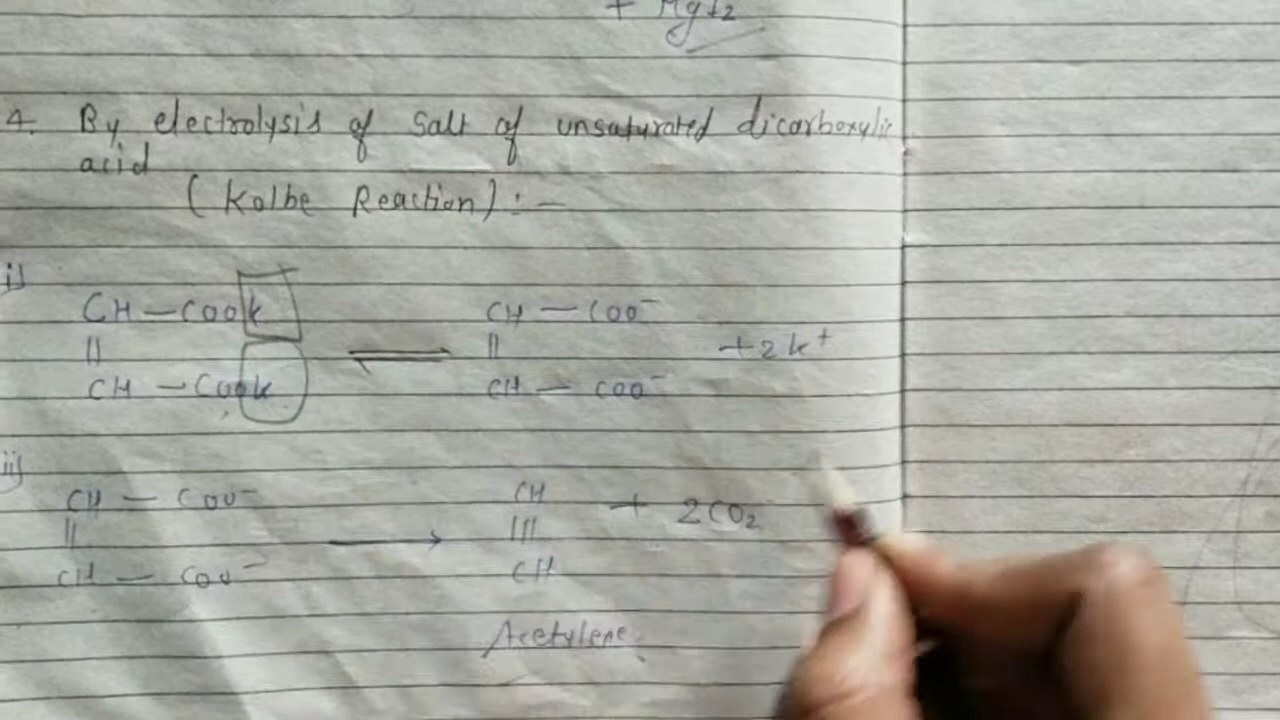 + MgI2
4. By electrolysis of Salt of unsaturated dicarboxylic
acid
(Kolbe Reaction) : —
i)
CH — COOK CH — COO-
|| ⇌ || + 2K+
CH — COOK CH — COO-
ii)
CH — COO- CH + 2CO2
|| → |||
CH — COO- CH
Acetylene.